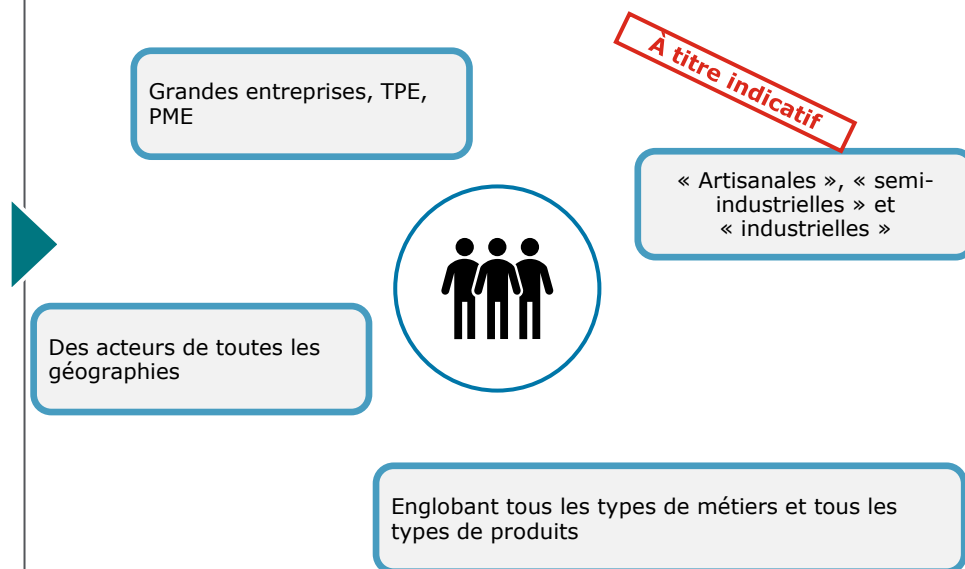 À titre indicatif
Grandes entreprises, TPE,
PME
« Artisanales », « semi-
industrielles » et
« industrielles »
Des acteurs de toutes les
géographies
Englobant tous les types de métiers et tous les
types de produits